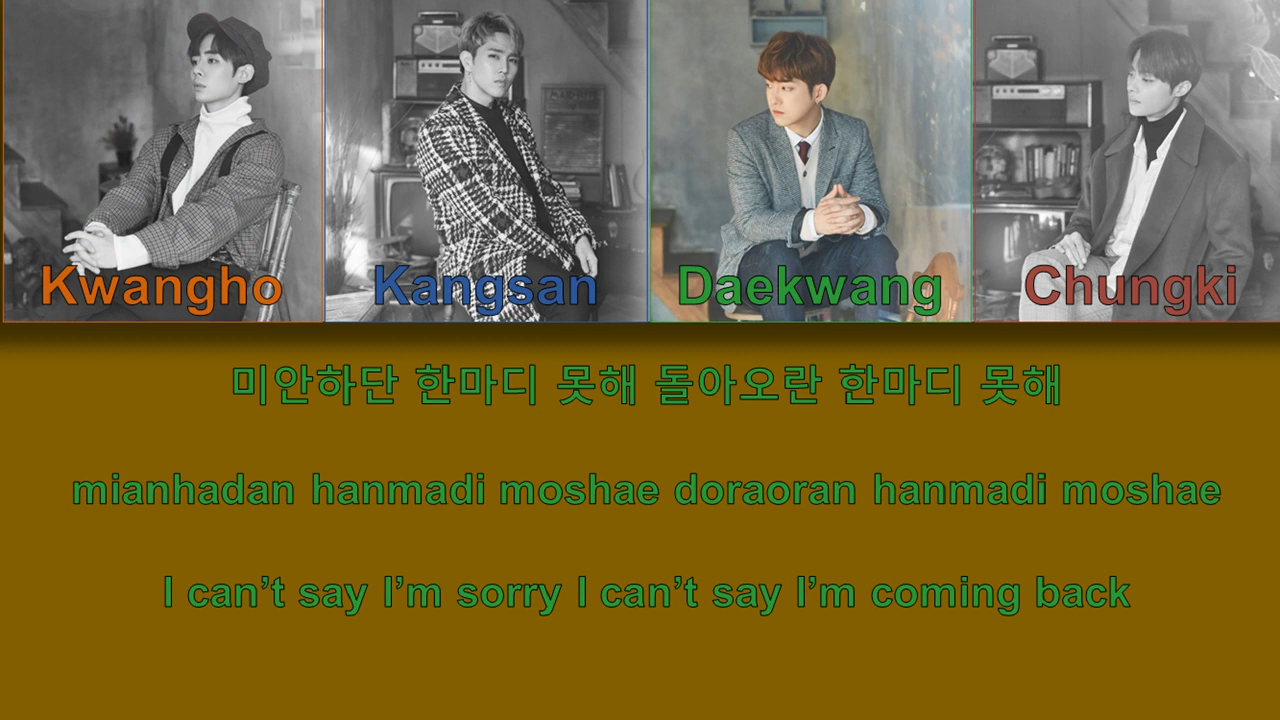 Kwangho Kangsan Daekwang Chungki
미안하단 한마디 못해 돌아오란 한마디 못해
mianhadan hanmadi moshae doraoran hanmadi moshae
I can’t say I’m sorry I can’t say I’m coming back